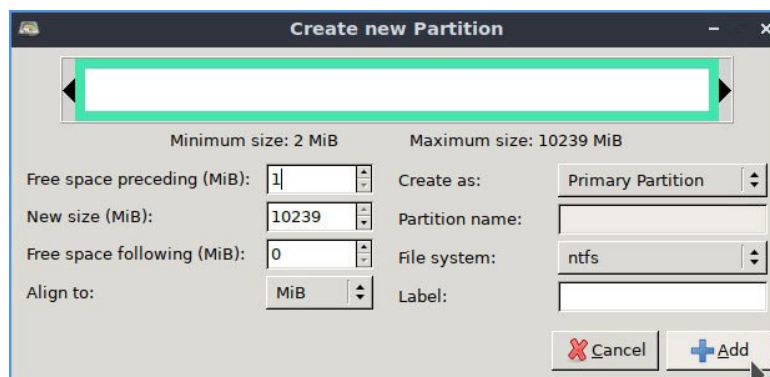 Create new Partition
Minimum size: 2 MiB Maximum size: 10239 MiB
Free space preceding (MiB): 1 Create as: Primary Partition
New size (MiB): 10239 Partition name:
Free space following (MiB): 0 File system: ntfs
Align to: MiB Label:
Cancel Add